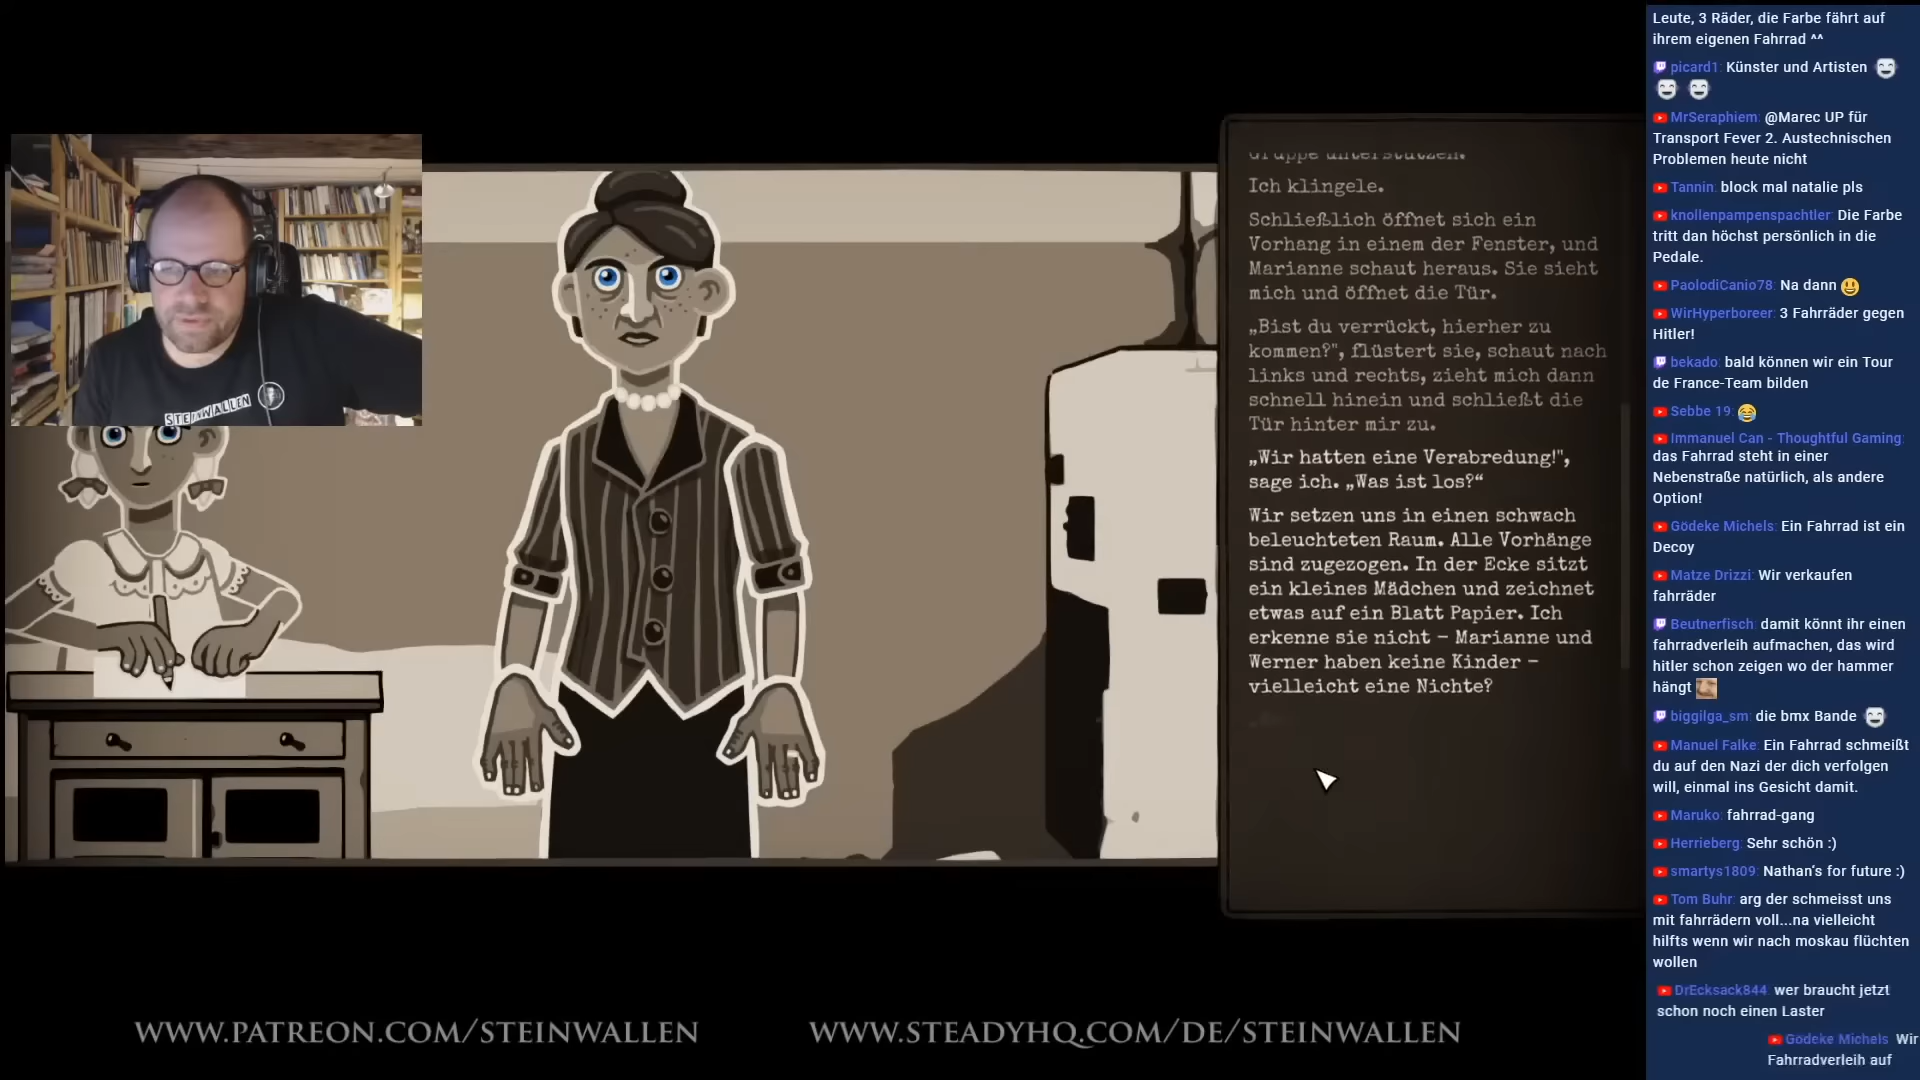 STEINWALLEN
Gruppe unterstützen.
Ich klingele.
Schließlich öffnet sich ein
Vorhang in einem der Fenster, und
Marianne schaut heraus. Sie sieht
mich und öffnet die Tür.
„Bist du verrückt, hierher zu
kommen?", flüstert sie, schaut nach
links und rechts, zieht mich dann
schnell hinein und schließt die
Tür hinter mir zu.
„Wir hatten eine Verabredung!",
sage ich. „Was ist los?“
Wir setzen uns in einen schwach
beleuchteten Raum. Alle Vorhänge
sind zugezogen. In der Ecke sitzt
ein kleines Mädchen und zeichnet
etwas auf ein Blatt Papier. Ich
erkenne sie nicht – Marianne und
Werner haben keine Kinder –
vielleicht eine Nichte?
WWW.PATREON.COM/STEINWALLEN
WWW.STEADYHQ.COM/DE/STEINWALLEN
Leute, 3 Räder, die Farbe fährt auf
ihrem eigenen Fahrrad ^^
picard1: Künster und Artisten
MrSeraphiem: @Marec UP für
Transport Fever 2. Austechnischen
Problemen heute nicht
Tannin: block mal natalie pls
knollenpampenspachtler: Die Farbe
tritt dan höchst persönlich in die
Pedale.
PaolodiCanio78: Na dann
WirHyperboreer: 3 Fahrräder gegen
Hitler!
bekado: bald können wir ein Tour
de France-Team bilden
Sebbe 19:
Immanuel Can - Thoughtful Gaming:
das Fahrrad steht in einer
Nebenstraße natürlich, als andere
Option!
Gödeke Michels: Ein Fahrrad ist ein
Decoy
Matze Drizzi: Wir verkaufen
fahrräder
Beutnerfisch: damit könnt ihr einen
fahrradverleih aufmachen, das wird
hitler schon zeigen wo der hammer
hängt
biggilga_sm: die bmx Bande
Manuel Falke: Ein Fahrrad schmeißt
du auf den Nazi der dich verfolgen
will, einmal ins Gesicht damit.
Maruko: fahrrad-gang
Herrieberg: Sehr schön :)
smartys1809: Nathan‘s for future :)
Tom Buhr: arg der schmeisst uns
mit fahrrädern voll...na vielleicht
hilfts wenn wir nach moskau flüchten
wollen
DrEcksack844: wer braucht jetzt
schon noch einen Laster
Gödeke Michels: Wir
Fahrradverleih auf